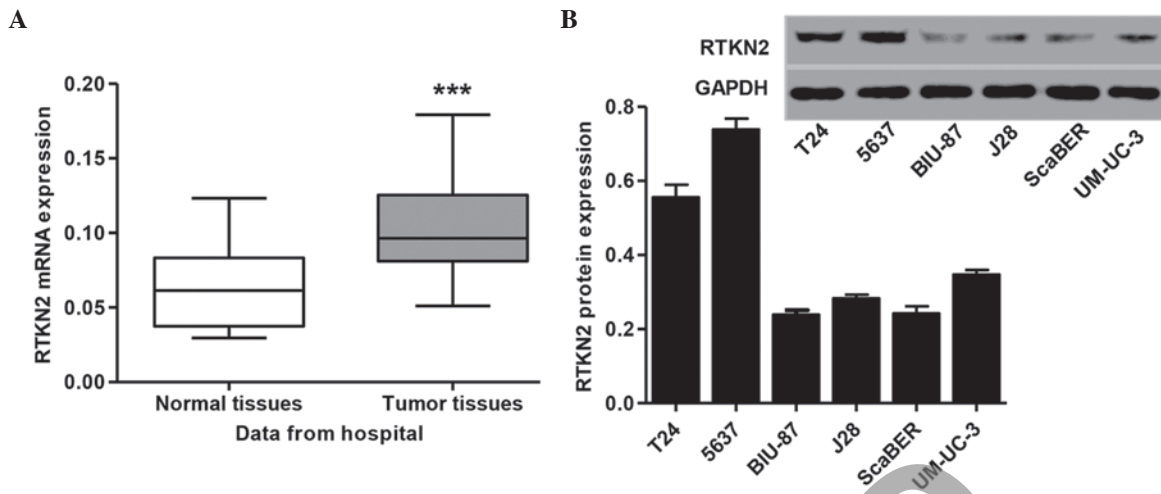 A
0.20
0.15
0.10
0.05
0.00
RTKN2 mRNA expression
***
Normal tissues
Tumor tissues
Data from hospital
B
RTKN2
GAPDH
T24
5637
BIU-87
J28
ScaBER
UM-UC-3
0.8
0.6
0.4
0.2
0.0
RTKN2 protein expression
T24
5637
BIU-87
J28
ScaBER
UM-UC-3